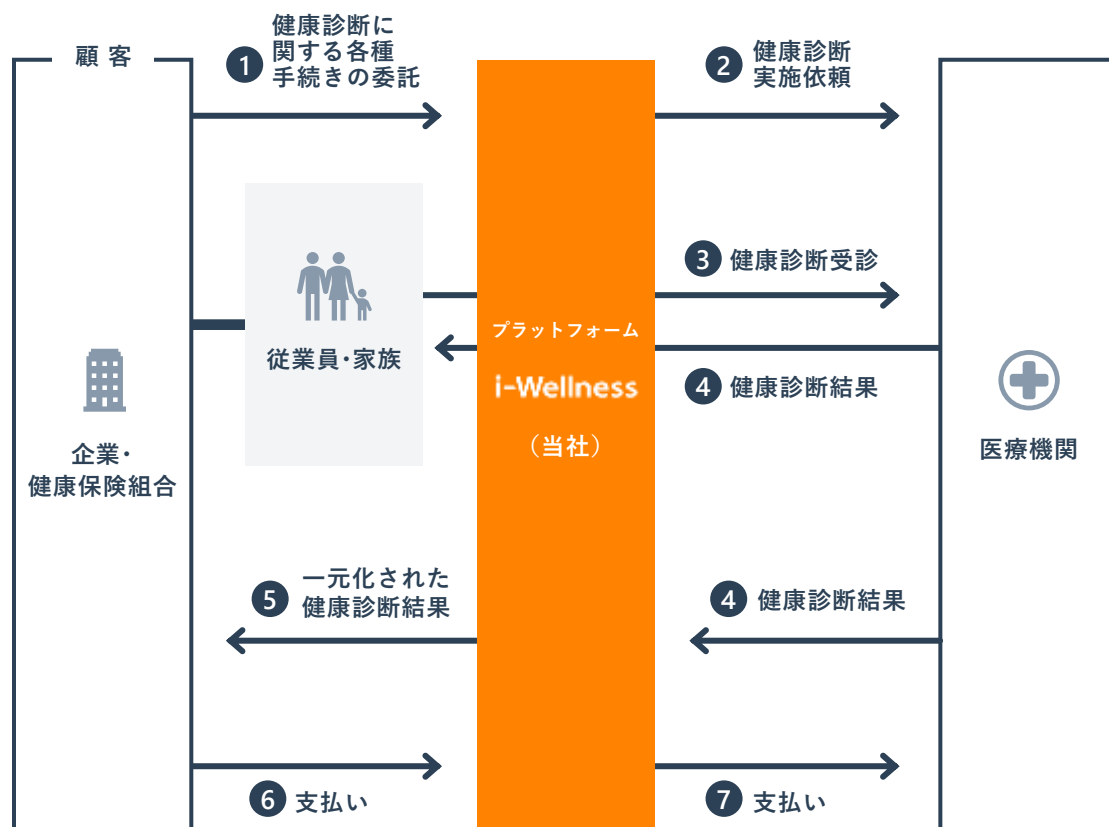 顧客
1
健康診断に
関する各種
手続きの委託
2
健康診断
実施依頼
3 健康診断受診
従業員・家族
プラットフォーム
i-Wellness
（当社）
4 健康診断結果
企業・
健康保険組合
医療機関
5
一元化された
健康診断結果
4 健康診断結果
6 支払い
7 支払い